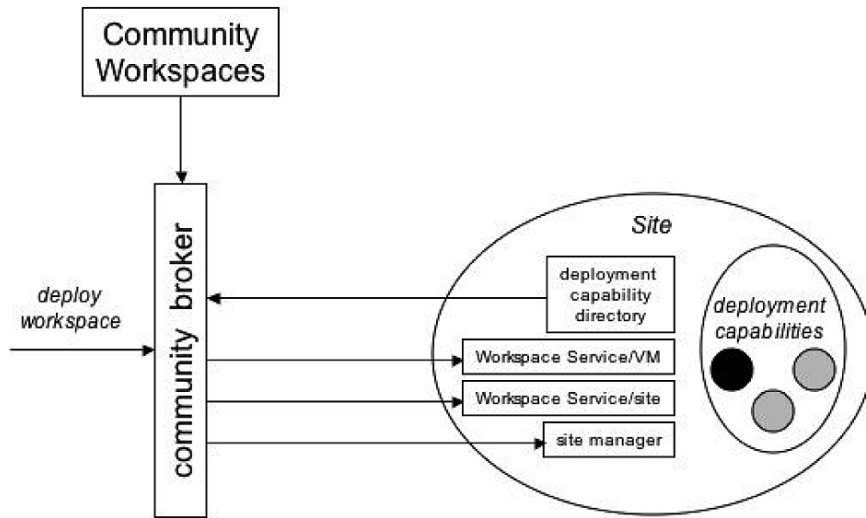 Community
Workspaces
community broker
deploy
workspace
Site
deployment
capability
directory
deployment
capabilities
Workspace Service/VM
Workspace Service/site
site manager